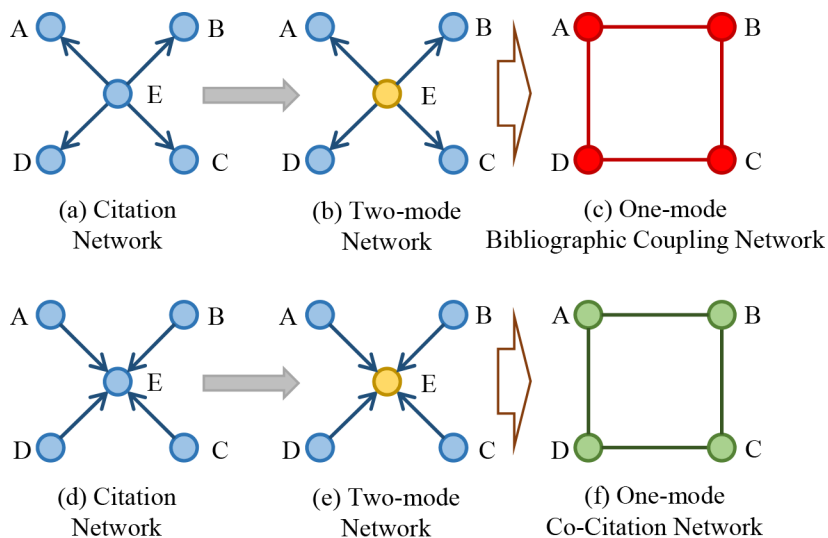 A
B
E
D
C
A
B
E
D
C
A
B
D
C
(a) Citation
Network
(b) Two-mode
Network
(c) One-mode
Bibliographic Coupling Network
A
B
E
D
C
A
B
E
D
C
A
B
D
C
(d) Citation
Network
(e) Two-mode
Network
(f) One-mode
Co-Citation Network